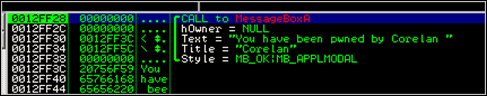 0012FF28 00000000 .... CALL to MessageBoxA
0012FF2C 00000000 .... hOwner = NULL
0012FF30 0012FF3C < ‡. Text = "You have been pwned by Corelan "
0012FF34 0012FF5C \ ‡. Title = "Corelan"
0012FF38 00000000 .... Style = MB_OK|MB_APPLMODAL
0012FF3C 20756F59 You
0012FF40 65766168 have
0012FF44 65656220 bee